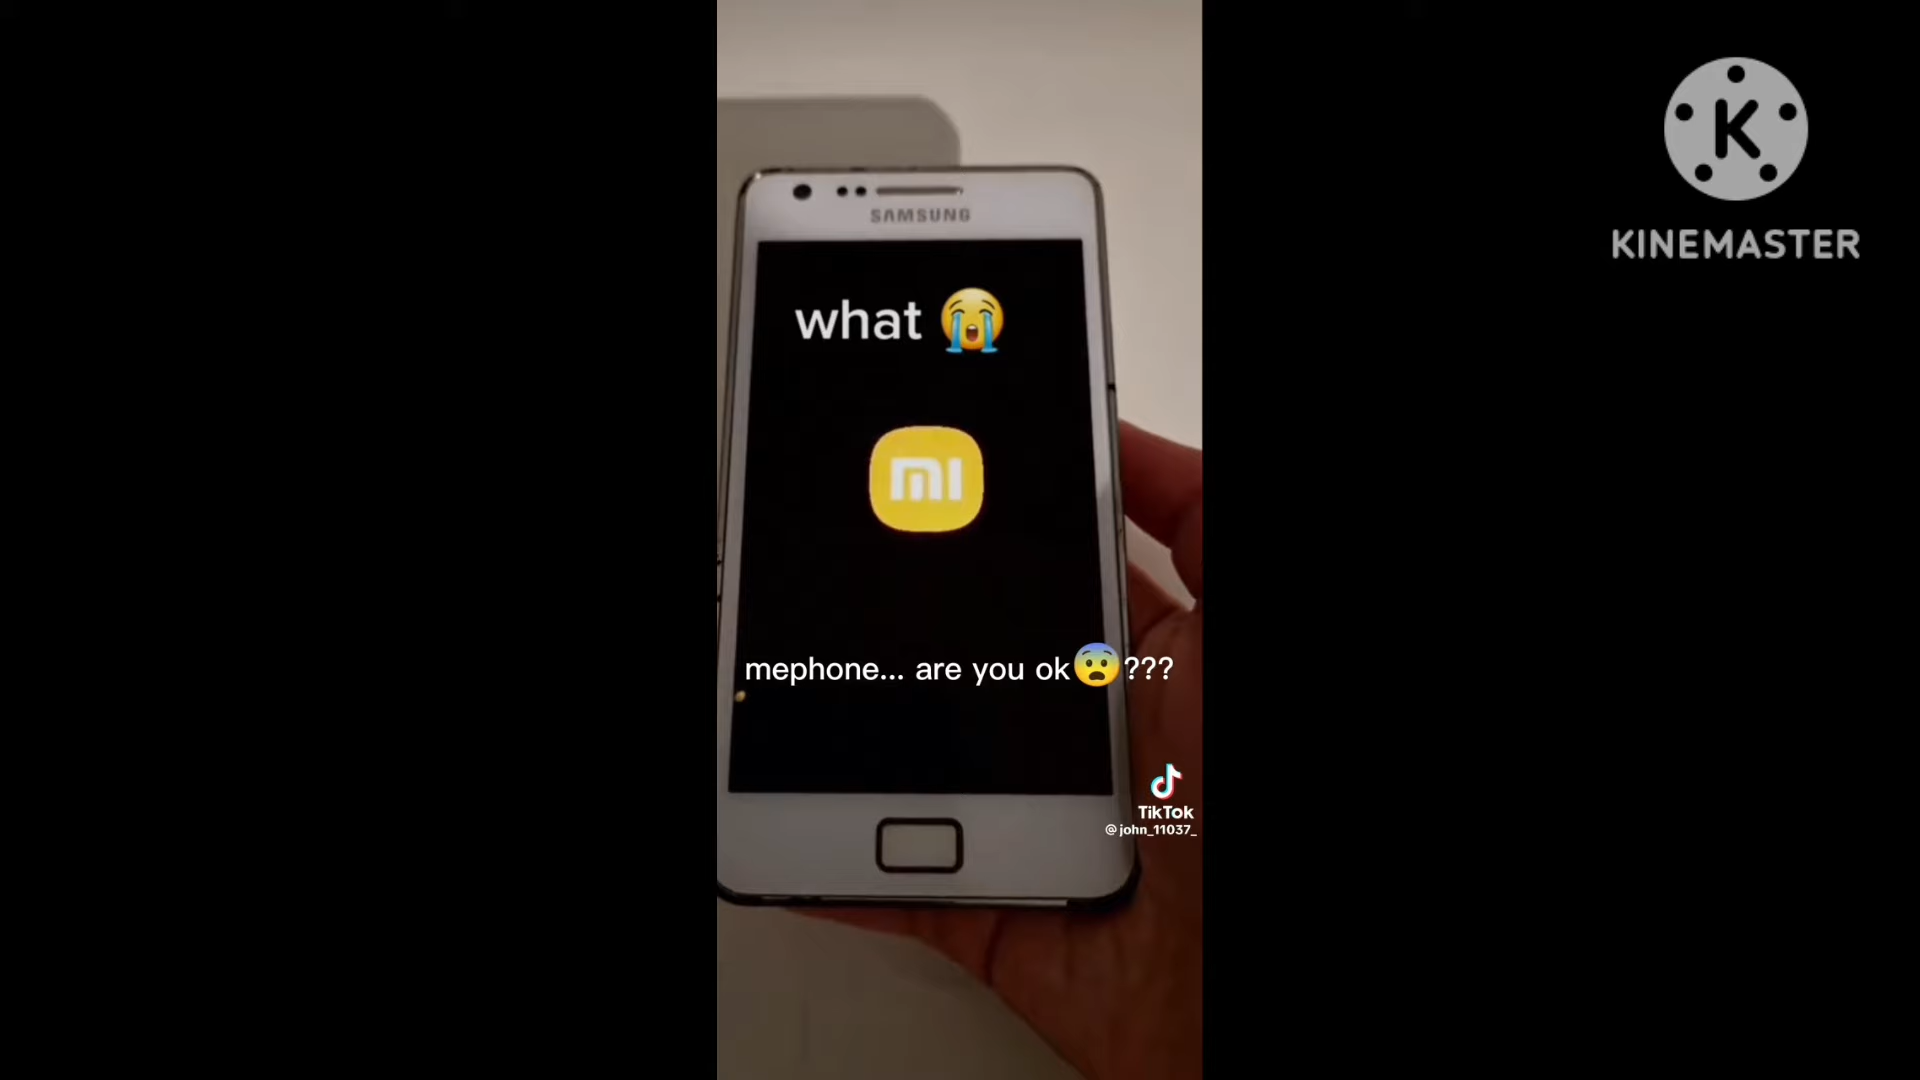 KINEMASTER
SAMSUNG
what 😭
mi
mephone... are you ok😨???
TikTok
@john_11037_